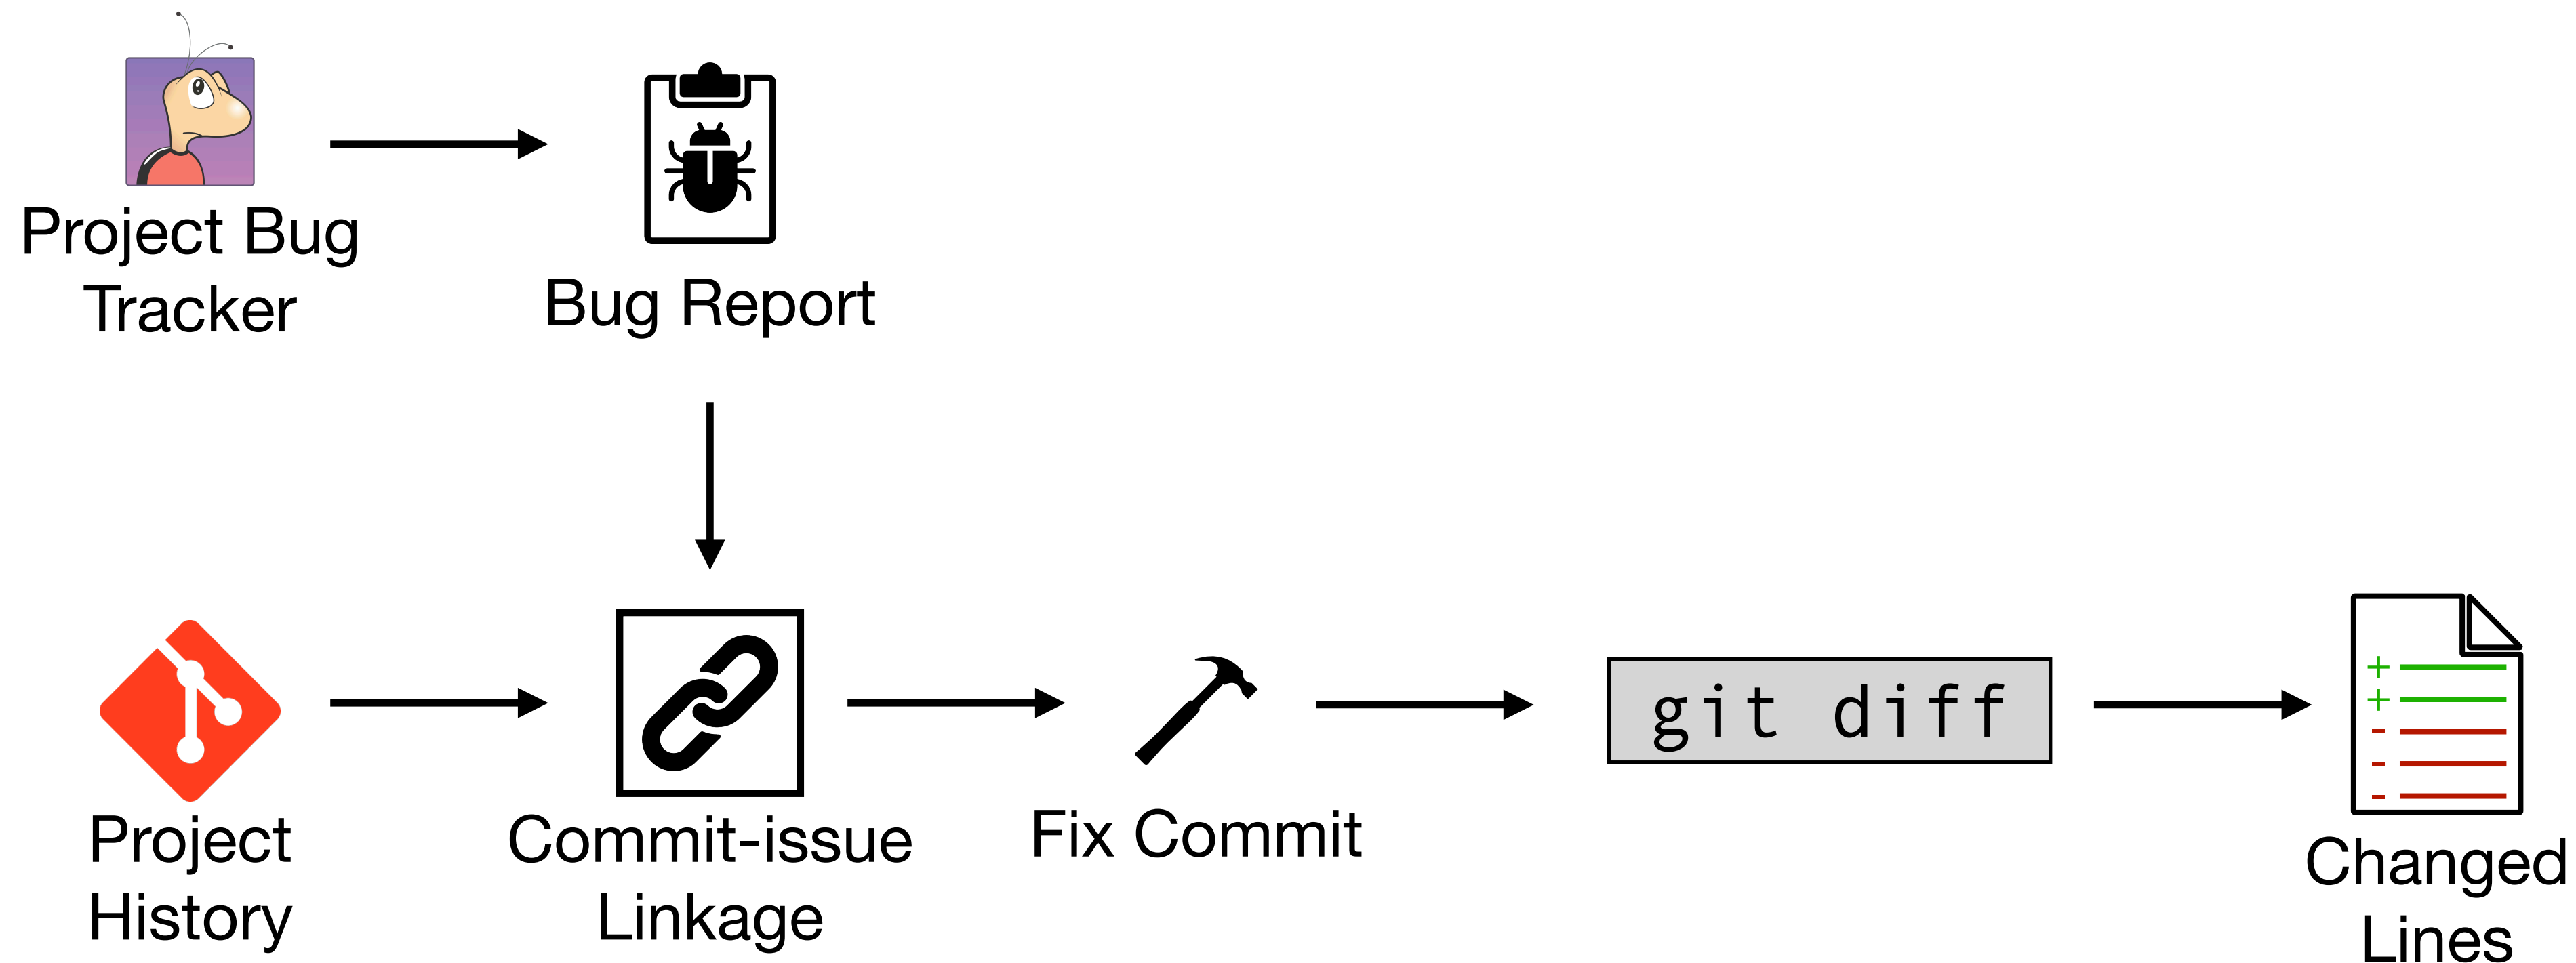 Project Bug
Tracker
Bug Report
Project
History
Commit-issue
Linkage
Fix Commit
git diff
+
+
-
-
-
Changed
Lines